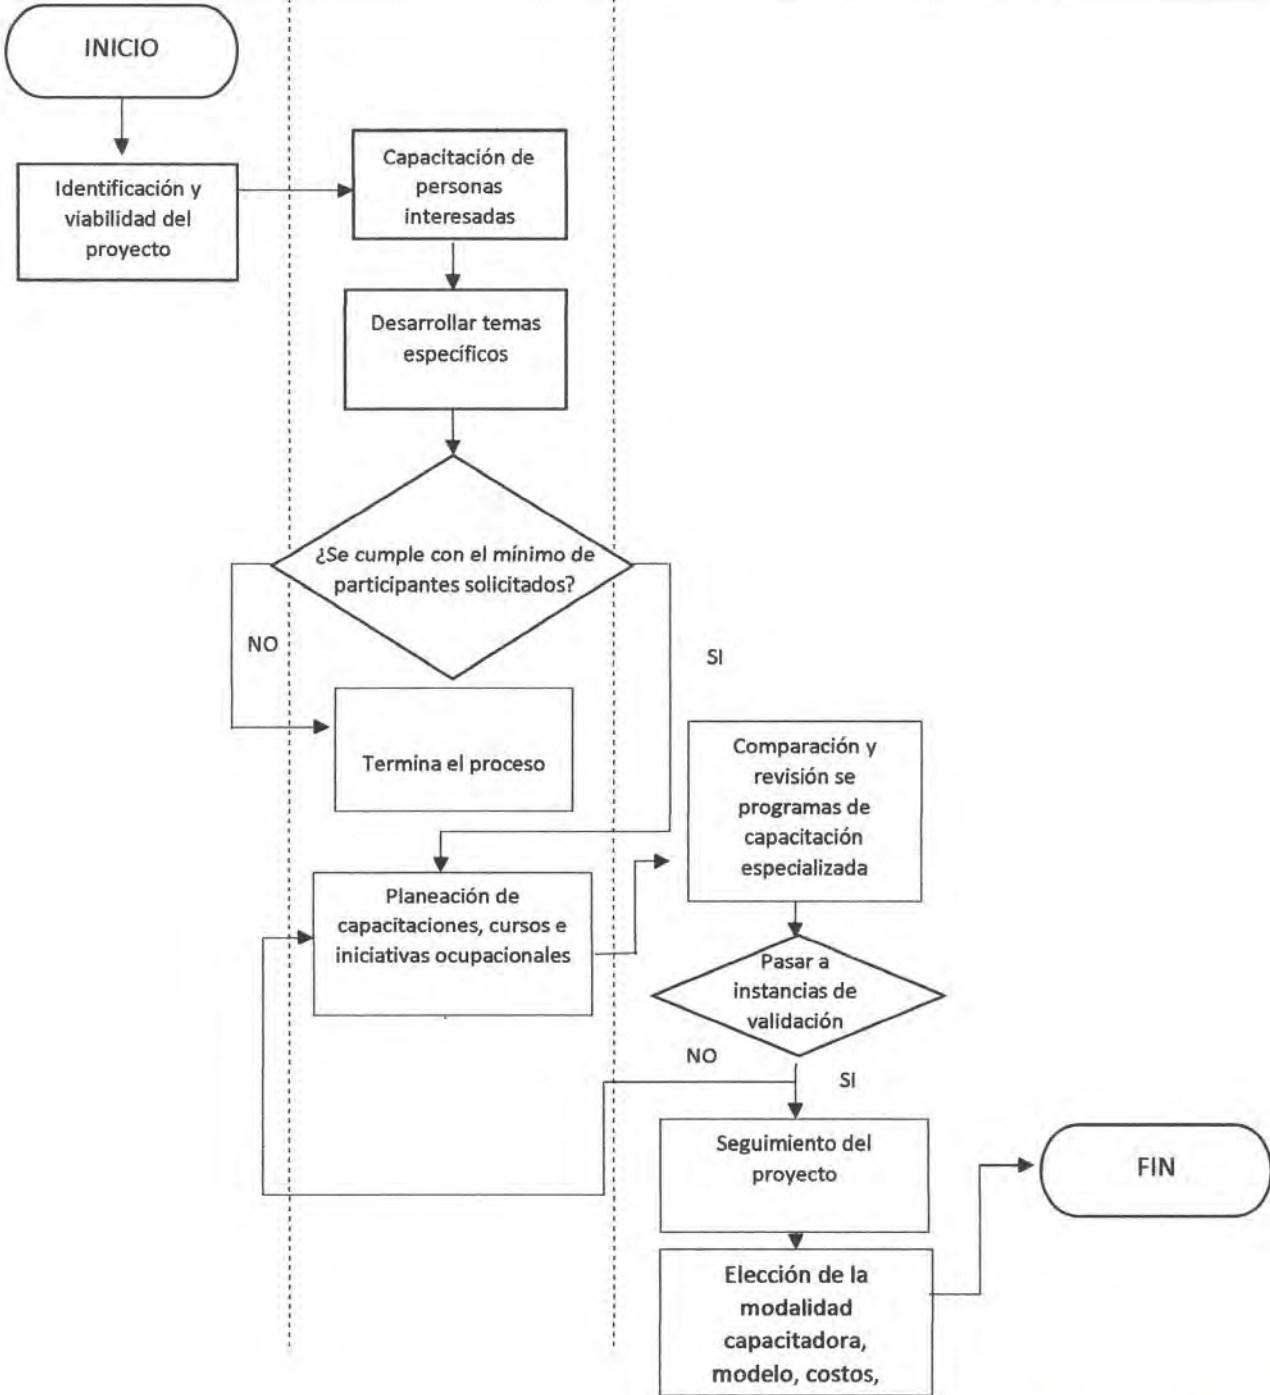 INICIO
Identificación y
viabilidad del
proyecto
Capacitación de
personas
interesadas
Desarrollar temas
específicos
¿Se cumple con el mínimo de
participantes solicitados?
NO
SI
Termina el proceso
Planeación de
capacitaciones, cursos e
iniciativas ocupacionales
Comparación y
revisión se
programas de
capacitación
especializada
Pasar a
instancias de
validación
NO
SI
Seguimiento del
proyecto
Elección de la
modalidad
capacitadora,
modelo, costos,
FIN